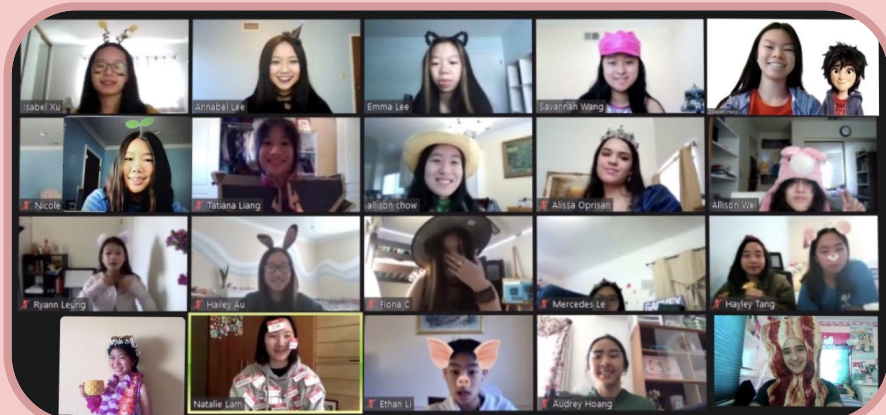 Isabel Xu
Annabel Lee
Emma Lee
Savannah Wang
Nicole
Tatiana Liang
allison chow
Alissa Oprisan
Allison Wei
Ryann Leung
Hailey Au
Fiona C
Mercedes Le
Hayley Tang
Natalie Lam
Ethan Li
Audrey Hoang